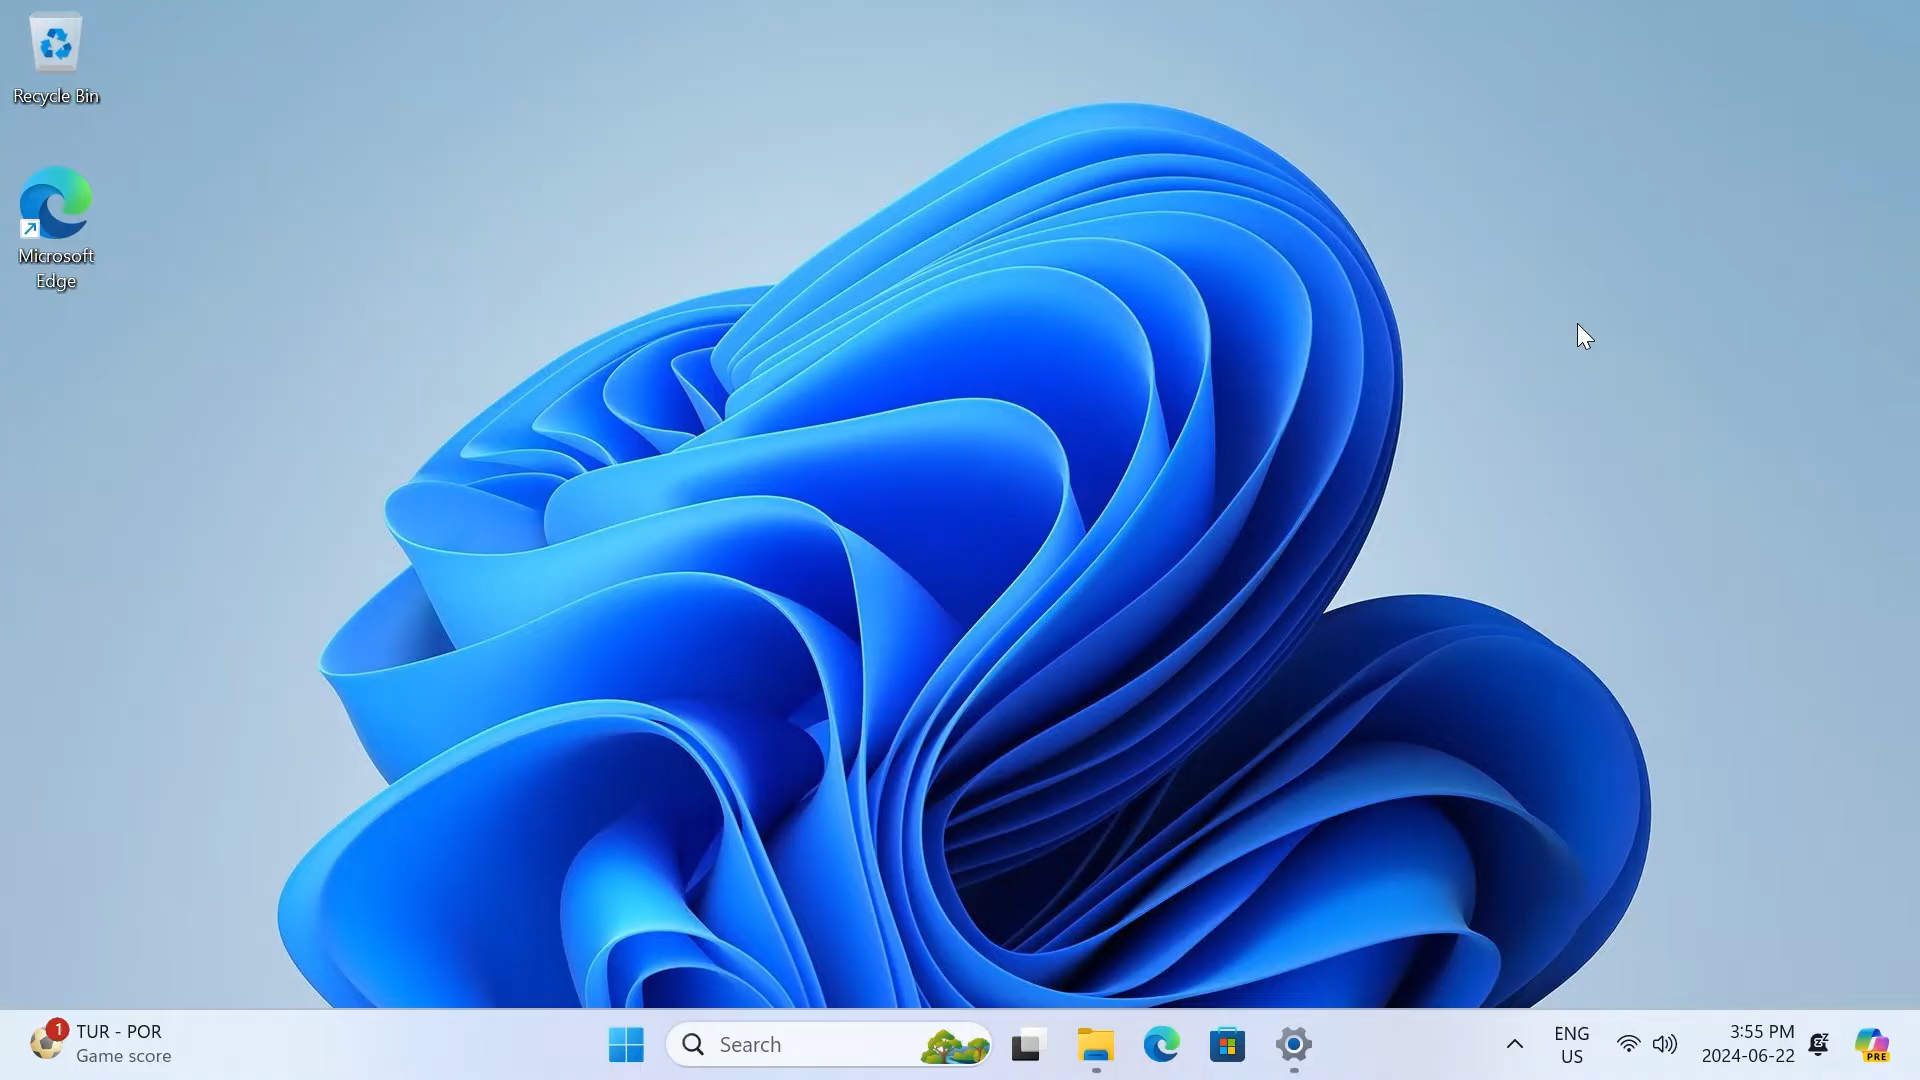 Recycle Bin
Microsoft
Edge
1
TUR - POR
Game score
Search
ENG
US
3:55 PM
2024-06-22
PRE